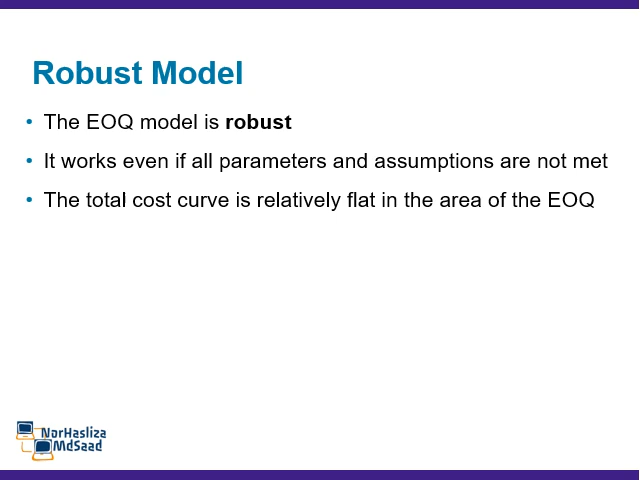 Robust Model
• The EOQ model is robust
• It works even if all parameters and assumptions are not met
• The total cost curve is relatively flat in the area of the EOQ
NorHasliza
MdSaad